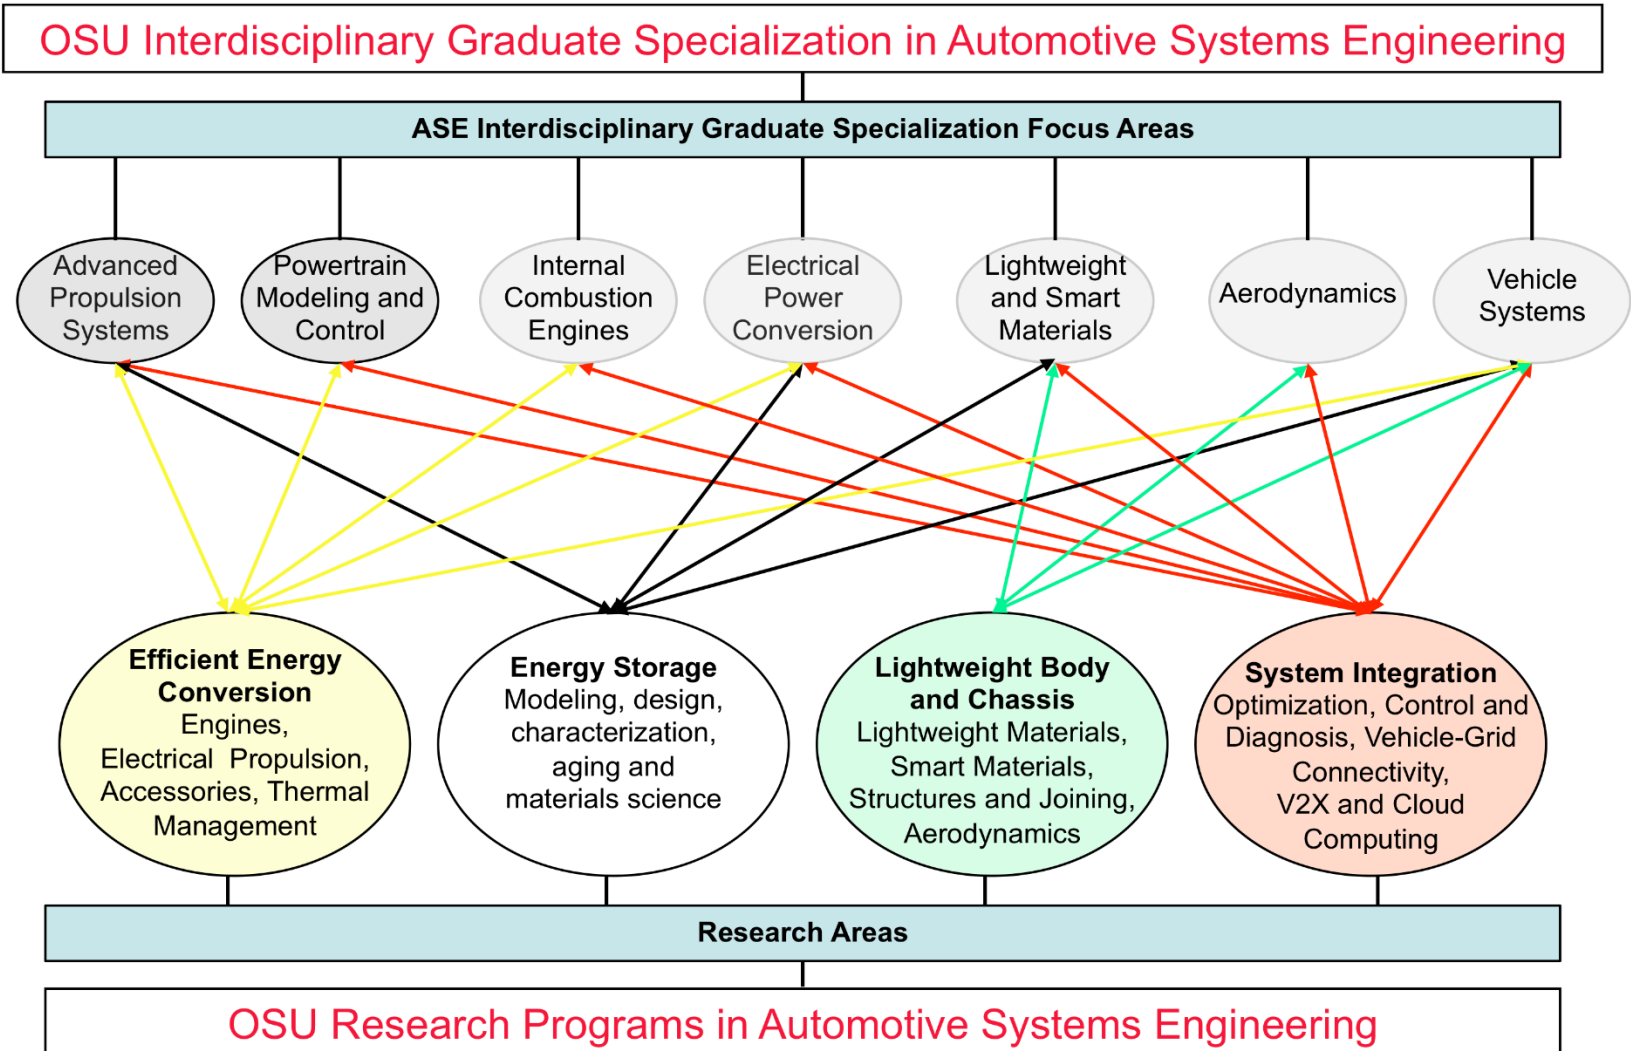 OSU Interdisciplinary Graduate Specialization in Automotive Systems Engineering
ASE Interdisciplinary Graduate Specialization Focus Areas
Advanced
Propulsion
Systems
Powertrain
Modeling and
Control
Internal
Combustion
Engines
Electrical
Power
Conversion
Lightweight
and Smart
Materials
Aerodynamics
Vehicle
Systems
Efficient Energy
Conversion
Engines,
Electrical Propulsion,
Accessories, Thermal
Management
Energy Storage
Modeling, design,
characterization,
aging and
materials science
Lightweight Body
and Chassis
Lightweight Materials,
Smart Materials,
Structures and Joining,
Aerodynamics
System Integration
Optimization, Control and
Diagnosis, Vehicle-Grid
Connectivity,
V2X and Cloud
Computing
Research Areas
OSU Research Programs in Automotive Systems Engineering